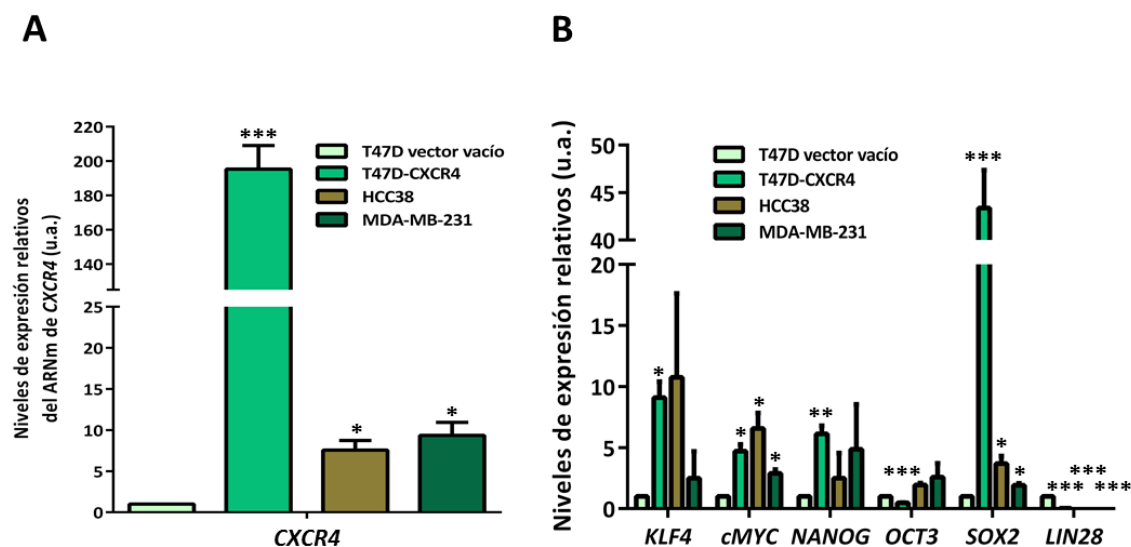 A
Niveles de expresión relativos
del ARNm de CXCR4 (u.a.)
220
200
180
160
140
25
20
15
10
5
0
***
*
*
T47D vector vacío
T47D-CXCR4
HCC38
MDA-MB-231
CXCR4
B
Niveles de expresión relativos (u.a.)
50
45
40
20
15
10
5
0
T47D vector vacío
T47D-CXCR4
HCC38
MDA-MB-231
*
* * *
**
***
***
* *
***
*** ***
KLF4 cMYC NANOG OCT3 SOX2 LIN28